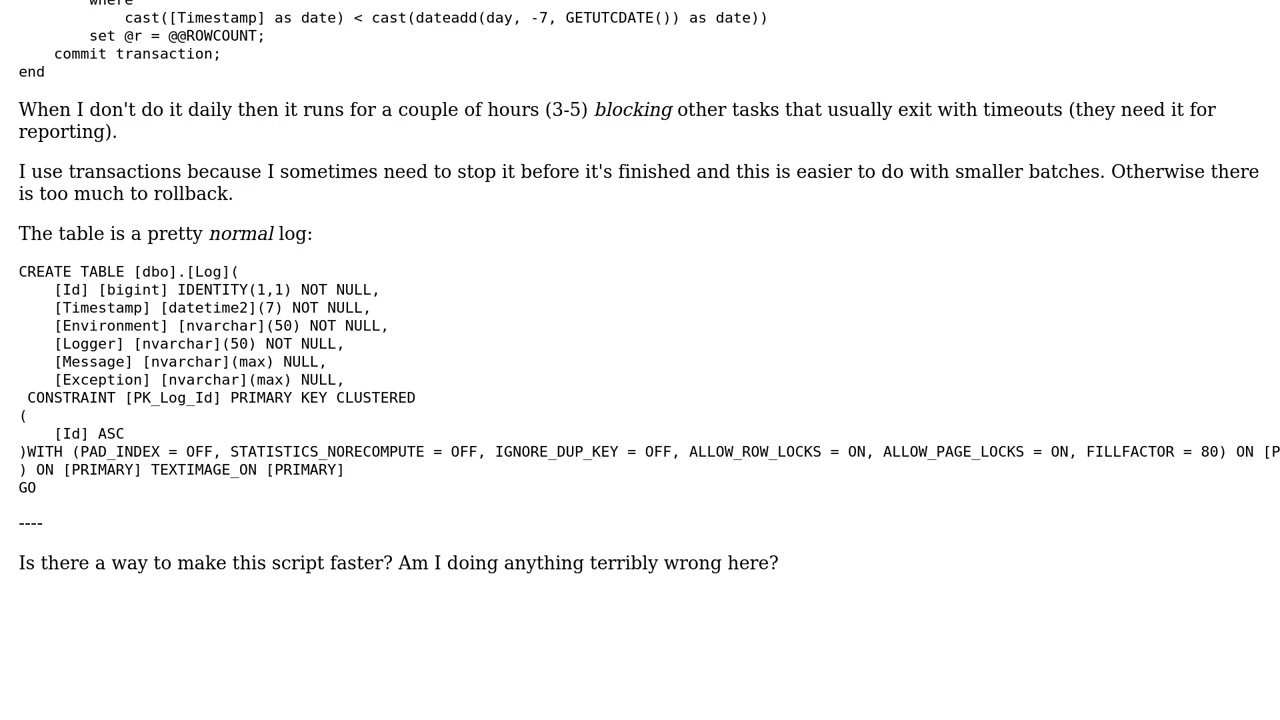 where
            cast([Timestamp] as date) < cast(dateadd(day, -7, GETUTCDATE()) as date))
        set @r = @@ROWCOUNT;
    commit transaction;
end
When I don't do it daily then it runs for a couple of hours (3-5) blocking other tasks that usually exit with timeouts (they need it for
reporting).
I use transactions because I sometimes need to stop it before it's finished and this is easier to do with smaller batches. Otherwise there
is too much to rollback.
The table is a pretty normal log:
CREATE TABLE [dbo].[Log](
    [Id] [bigint] IDENTITY(1,1) NOT NULL,
    [Timestamp] [datetime2](7) NOT NULL,
    [Environment] [nvarchar](50) NOT NULL,
    [Logger] [nvarchar](50) NOT NULL,
    [Message] [nvarchar](max) NULL,
    [Exception] [nvarchar](max) NULL,
 CONSTRAINT [PK_Log_Id] PRIMARY KEY CLUSTERED
(
    [Id] ASC
)WITH (PAD_INDEX = OFF, STATISTICS_NORECOMPUTE = OFF, IGNORE_DUP_KEY = OFF, ALLOW_ROW_LOCKS = ON, ALLOW_PAGE_LOCKS = ON, FILLFACTOR = 80) ON [P
) ON [PRIMARY] TEXTIMAGE_ON [PRIMARY]
GO
----
Is there a way to make this script faster? Am I doing anything terribly wrong here?